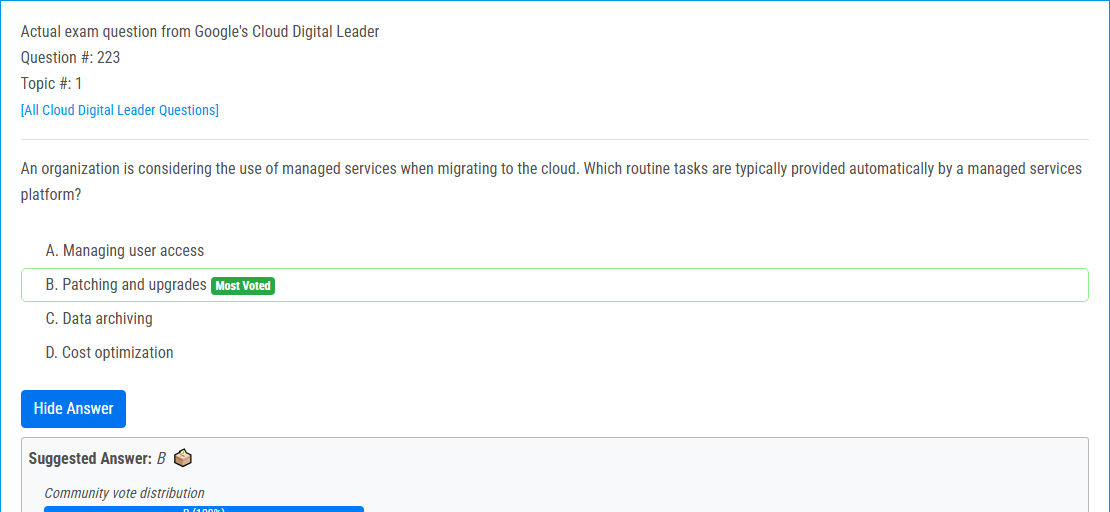 Actual exam question from Google's Cloud Digital Leader
Question #: 223
Topic #: 1
[All Cloud Digital Leader Questions]
An organization is considering the use of managed services when migrating to the cloud. Which routine tasks are typically provided automatically by a managed services
platform?
A. Managing user access
B. Patching and upgrades Most Voted
C. Data archiving
D. Cost optimization
Hide Answer
Suggested Answer: B
Community vote distribution
B (100%)